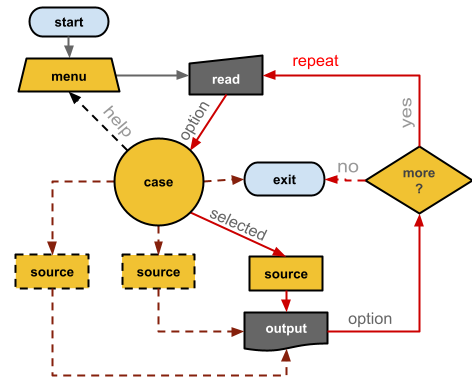 start
menu
read
repeat
help
option
yes
case
exit
no
more
?
selected
source
source
source
output
option